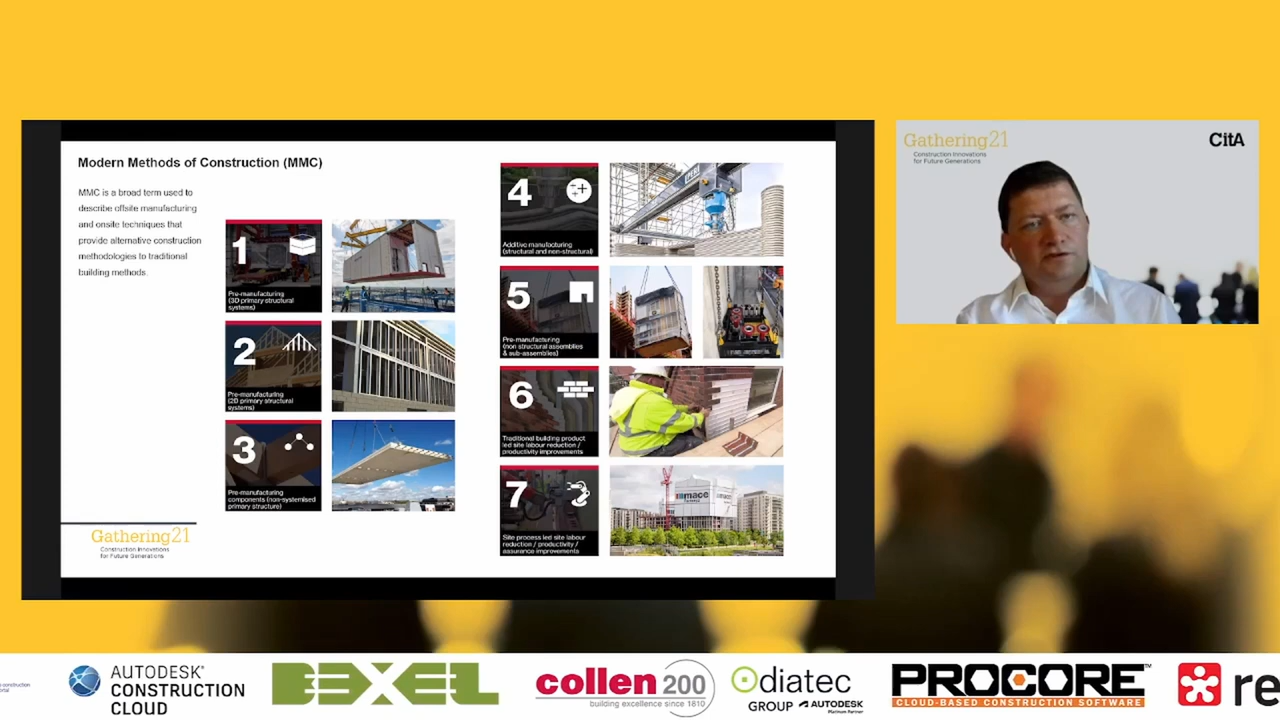 Modern Methods of Construction (MMC)
MMC is a broad term used to
describe offsite manufacturing
and onsite techniques that
provide alternative construction
methodologies to traditional
building methods.
1
Pre-manufacturing
(3D primary structural
systems)
2
Pre-manufacturing
(2D primary structural
systems)
3
Pre-manufacturing
components (non-systemised
primary structure)
4
Additive manufacturing
(structural and non-structural)
5
Pre-manufacturing
(non structural assemblies
& sub-assemblies)
6
Traditional building product
led site labour reduction /
productivity improvements
7
Site process led site labour
reduction / productivity /
assurance improvements
mace
Gathering21
Construction Innovations
for Future Generations
Gathering21
Construction Innovations
for Future Generations
CitA
AUTODESK®
CONSTRUCTION
CLOUD
BEXEL
collen 200
building excellence since 1810
diatec
GROUP
AUTODESK
Platinum Partner
PROCORE™
CLOUD-BASED CONSTRUCTION SOFTWARE
re